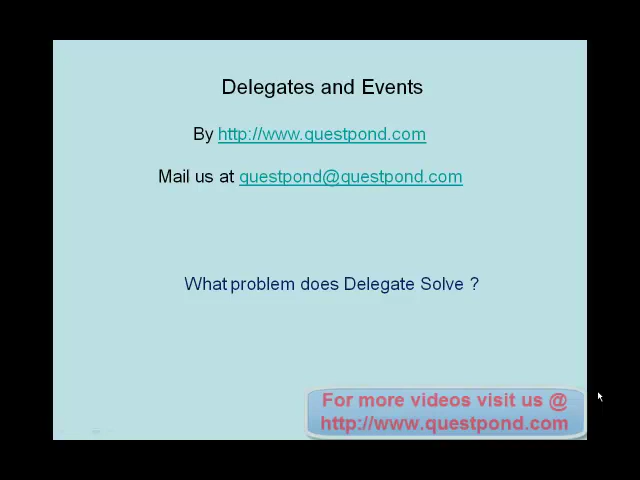 Delegates and Events
By http://www.questpond.com
Mail us at questpond@questpond.com
What problem does Delegate Solve ?
For more videos visit us @
http://www.questpond.com